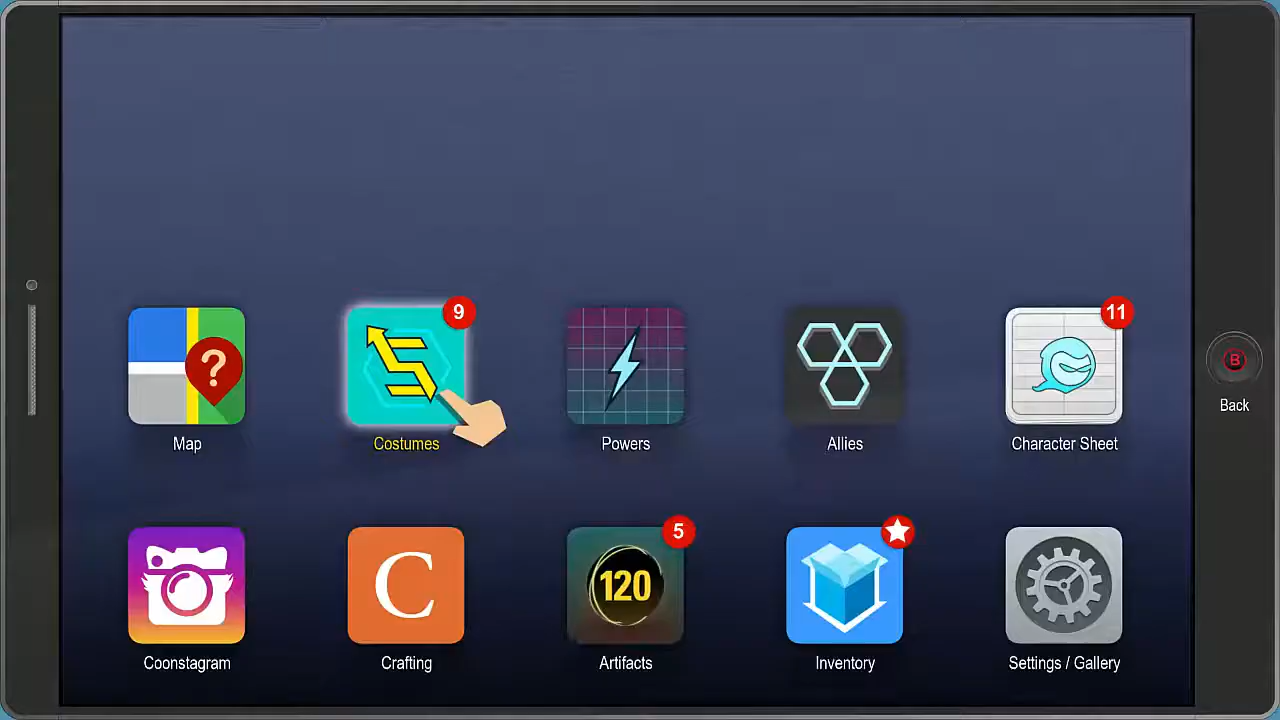 9
11
?
Map
Costumes
Powers
Allies
Character Sheet
B
Back
5
C
120
Coonstagram
Crafting
Artifacts
Inventory
Settings / Gallery